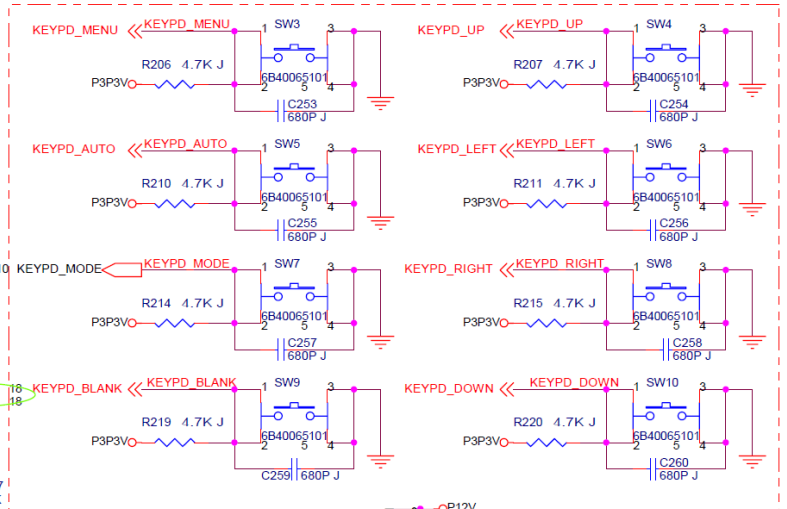 KEYPD_MENU KEYPD_MENU 1 SW3 3
R206 4.7K J
P3P3V 6B40065101
2 5 4
C253
680P J
KEYPD_UP KEYPD_UP 1 SW4 3
R207 4.7K J
P3P3V 6B40065101
2 5 4
C254
680P J
KEYPD_AUTO KEYPD_AUTO 1 SW5 3
R210 4.7K J
P3P3V 6B40065101
2 5 4
C255
680P J
KEYPD_LEFT KEYPD_LEFT 1 SW6 3
R211 4.7K J
P3P3V 6B40065101
2 5 4
C256
680P J
KEYPD_MODE KEYPD_MODE 1 SW7 3
R214 4.7K J
P3P3V 6B40065101
2 5 4
C257
680P J
KEYPD_RIGHT KEYPD_RIGHT 1 SW8 3
R215 4.7K J
P3P3V 6B40065101
2 5 4
C258
680P J
18 KEYPD_BLANK KEYPD_BLANK 1 SW9 3
18
R219 4.7K J
P3P3V 6B40065101
2 5 4
C259 680P J
KEYPD_DOWN KEYPD_DOWN 1 SW10 3
R220 4.7K J
P3P3V 6B40065101
2 5 4
C260
680P J
P12V